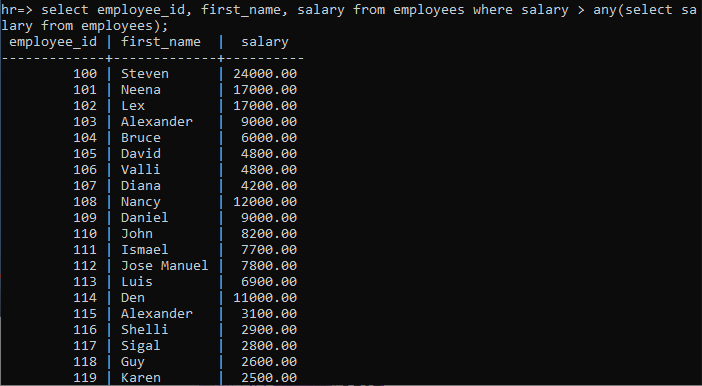 hr=> select employee_id, first_name, salary from employees where salary > any(select sa
lary from employees);
 employee_id | first_name  |  salary
-------------+-------------+----------
         100 | Steven      | 24000.00
         101 | Neena       | 17000.00
         102 | Lex         | 17000.00
         103 | Alexander   |  9000.00
         104 | Bruce       |  6000.00
         105 | David       |  4800.00
         106 | Valli       |  4800.00
         107 | Diana       |  4200.00
         108 | Nancy       | 12000.00
         109 | Daniel      |  9000.00
         110 | John        |  8200.00
         111 | Ismael      |  7700.00
         112 | Jose Manuel |  7800.00
         113 | Luis        |  6900.00
         114 | Den         | 11000.00
         115 | Alexander   |  3100.00
         116 | Shelli      |  2900.00
         117 | Sigal       |  2800.00
         118 | Guy         |  2600.00
         119 | Karen       |  2500.00